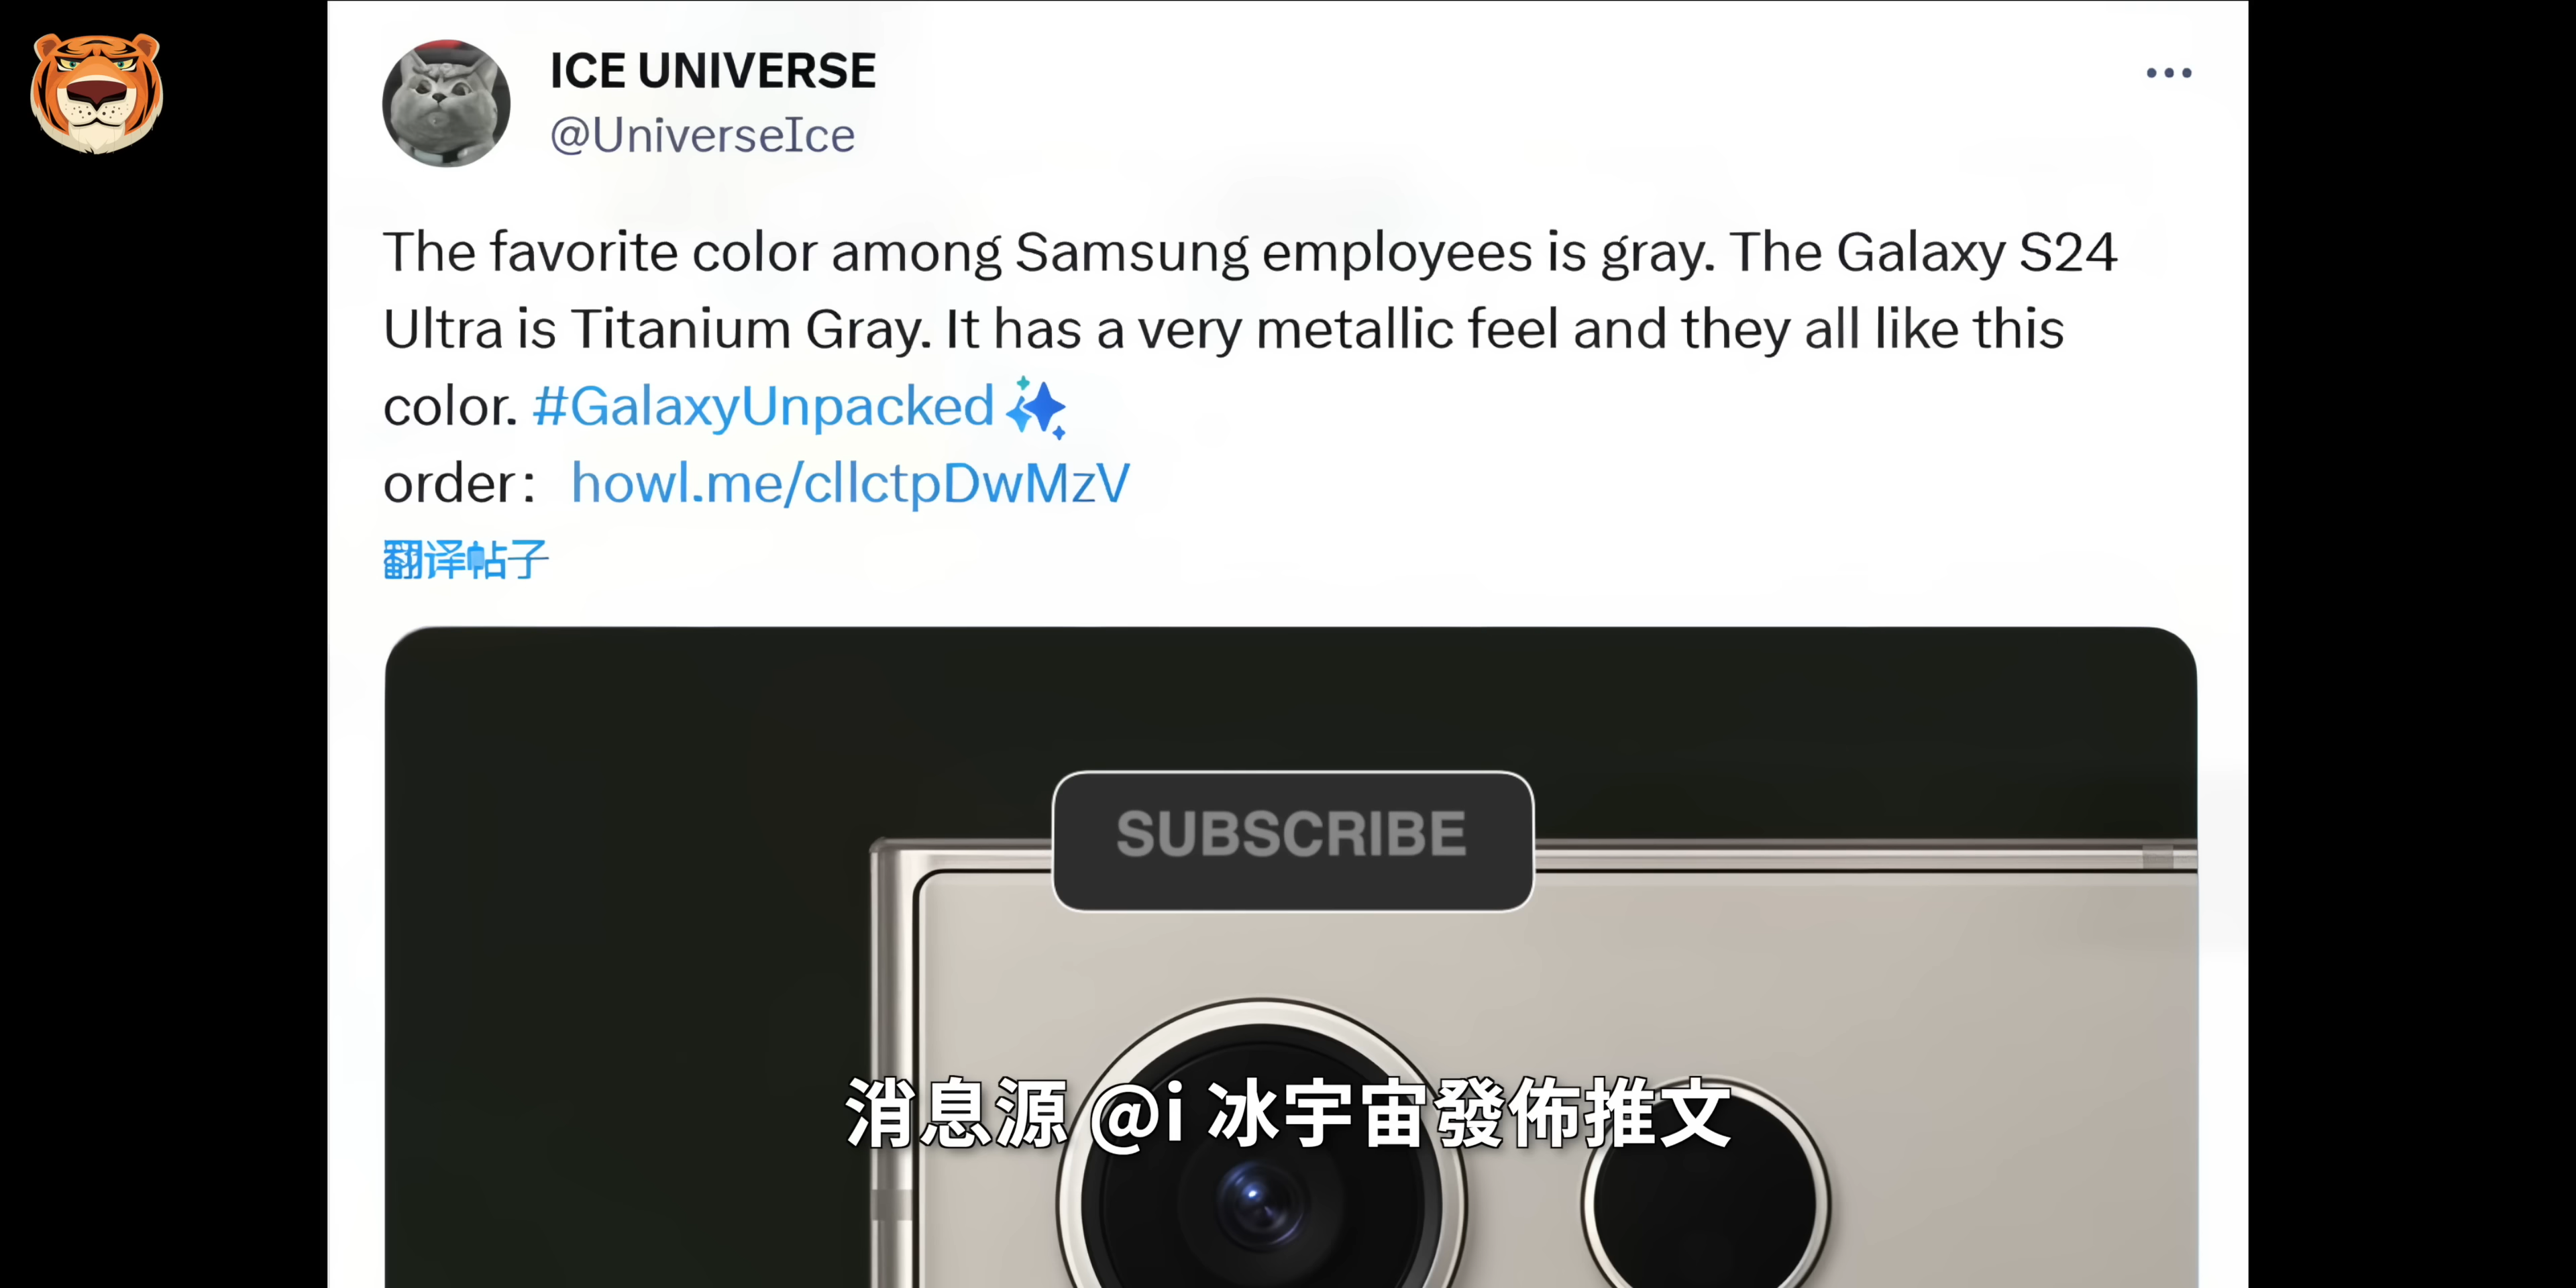 ICE UNIVERSE
@UniverseIce
The favorite color among Samsung employees is gray. The Galaxy S24
Ultra is Titanium Gray. It has a very metallic feel and they all like this
color. #GalaxyUnpacked
order： howl.me/cllctpDwMzV
翻译帖子
SUBSCRIBE
消息源 @i 冰宇宙發佈推文